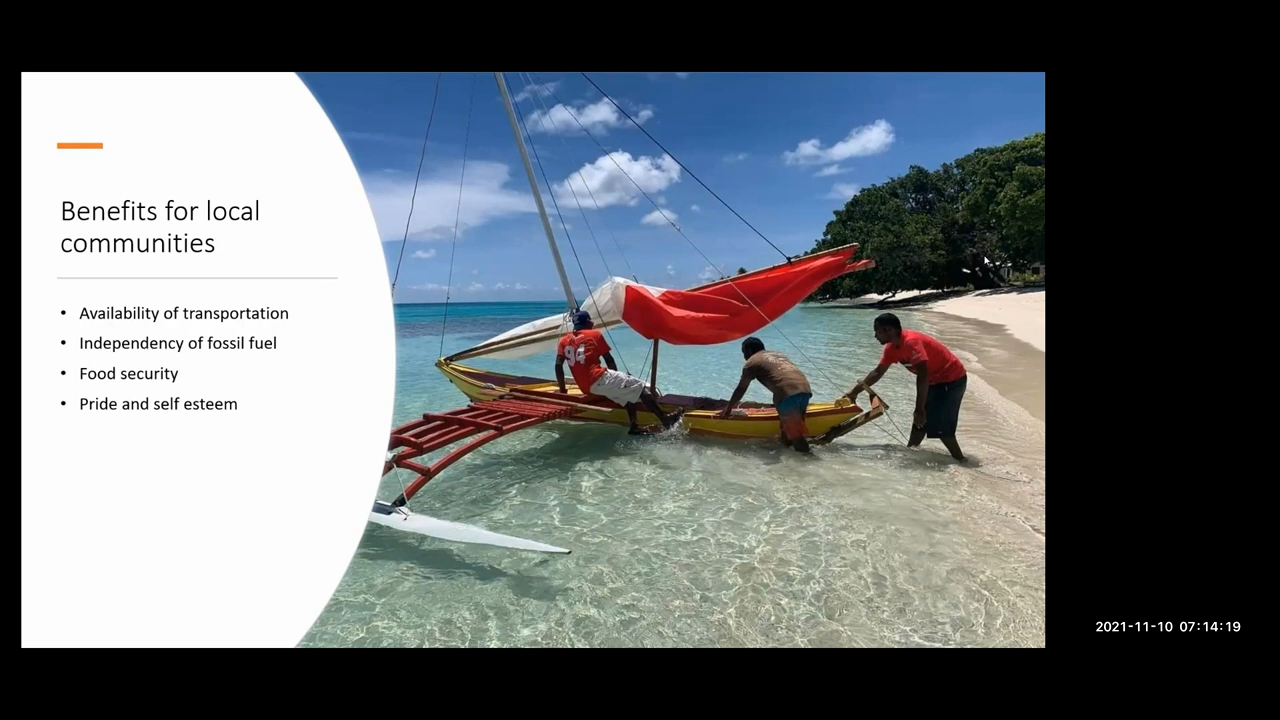 Benefits for local
communities
• Availability of transportation
• Independency of fossil fuel
• Food security
• Pride and self esteem
94
2021-11-10 07:14:19